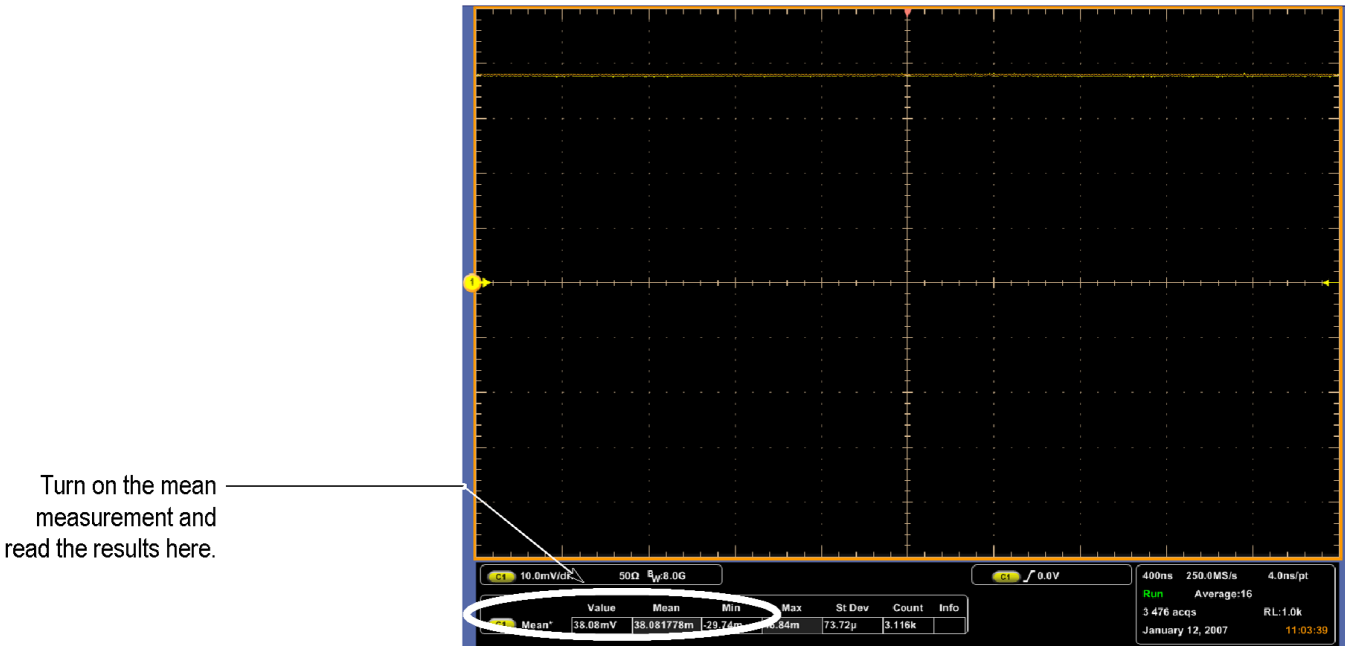 Turn on the mean
measurement and
read the results here.
1
C1 10.0mV/di 50Ω BW:8.0G
C1 0.0V
400ns 250.0MS/s 4.0ns/pt
Run Average:16
3 476 acqs RL:1.0k
January 12, 2007 11:03:39
Value Mean Min Max St Dev Count Info
C1 Mean* 38.08mV 38.081778m -29.74m 73.72µ 3.116k